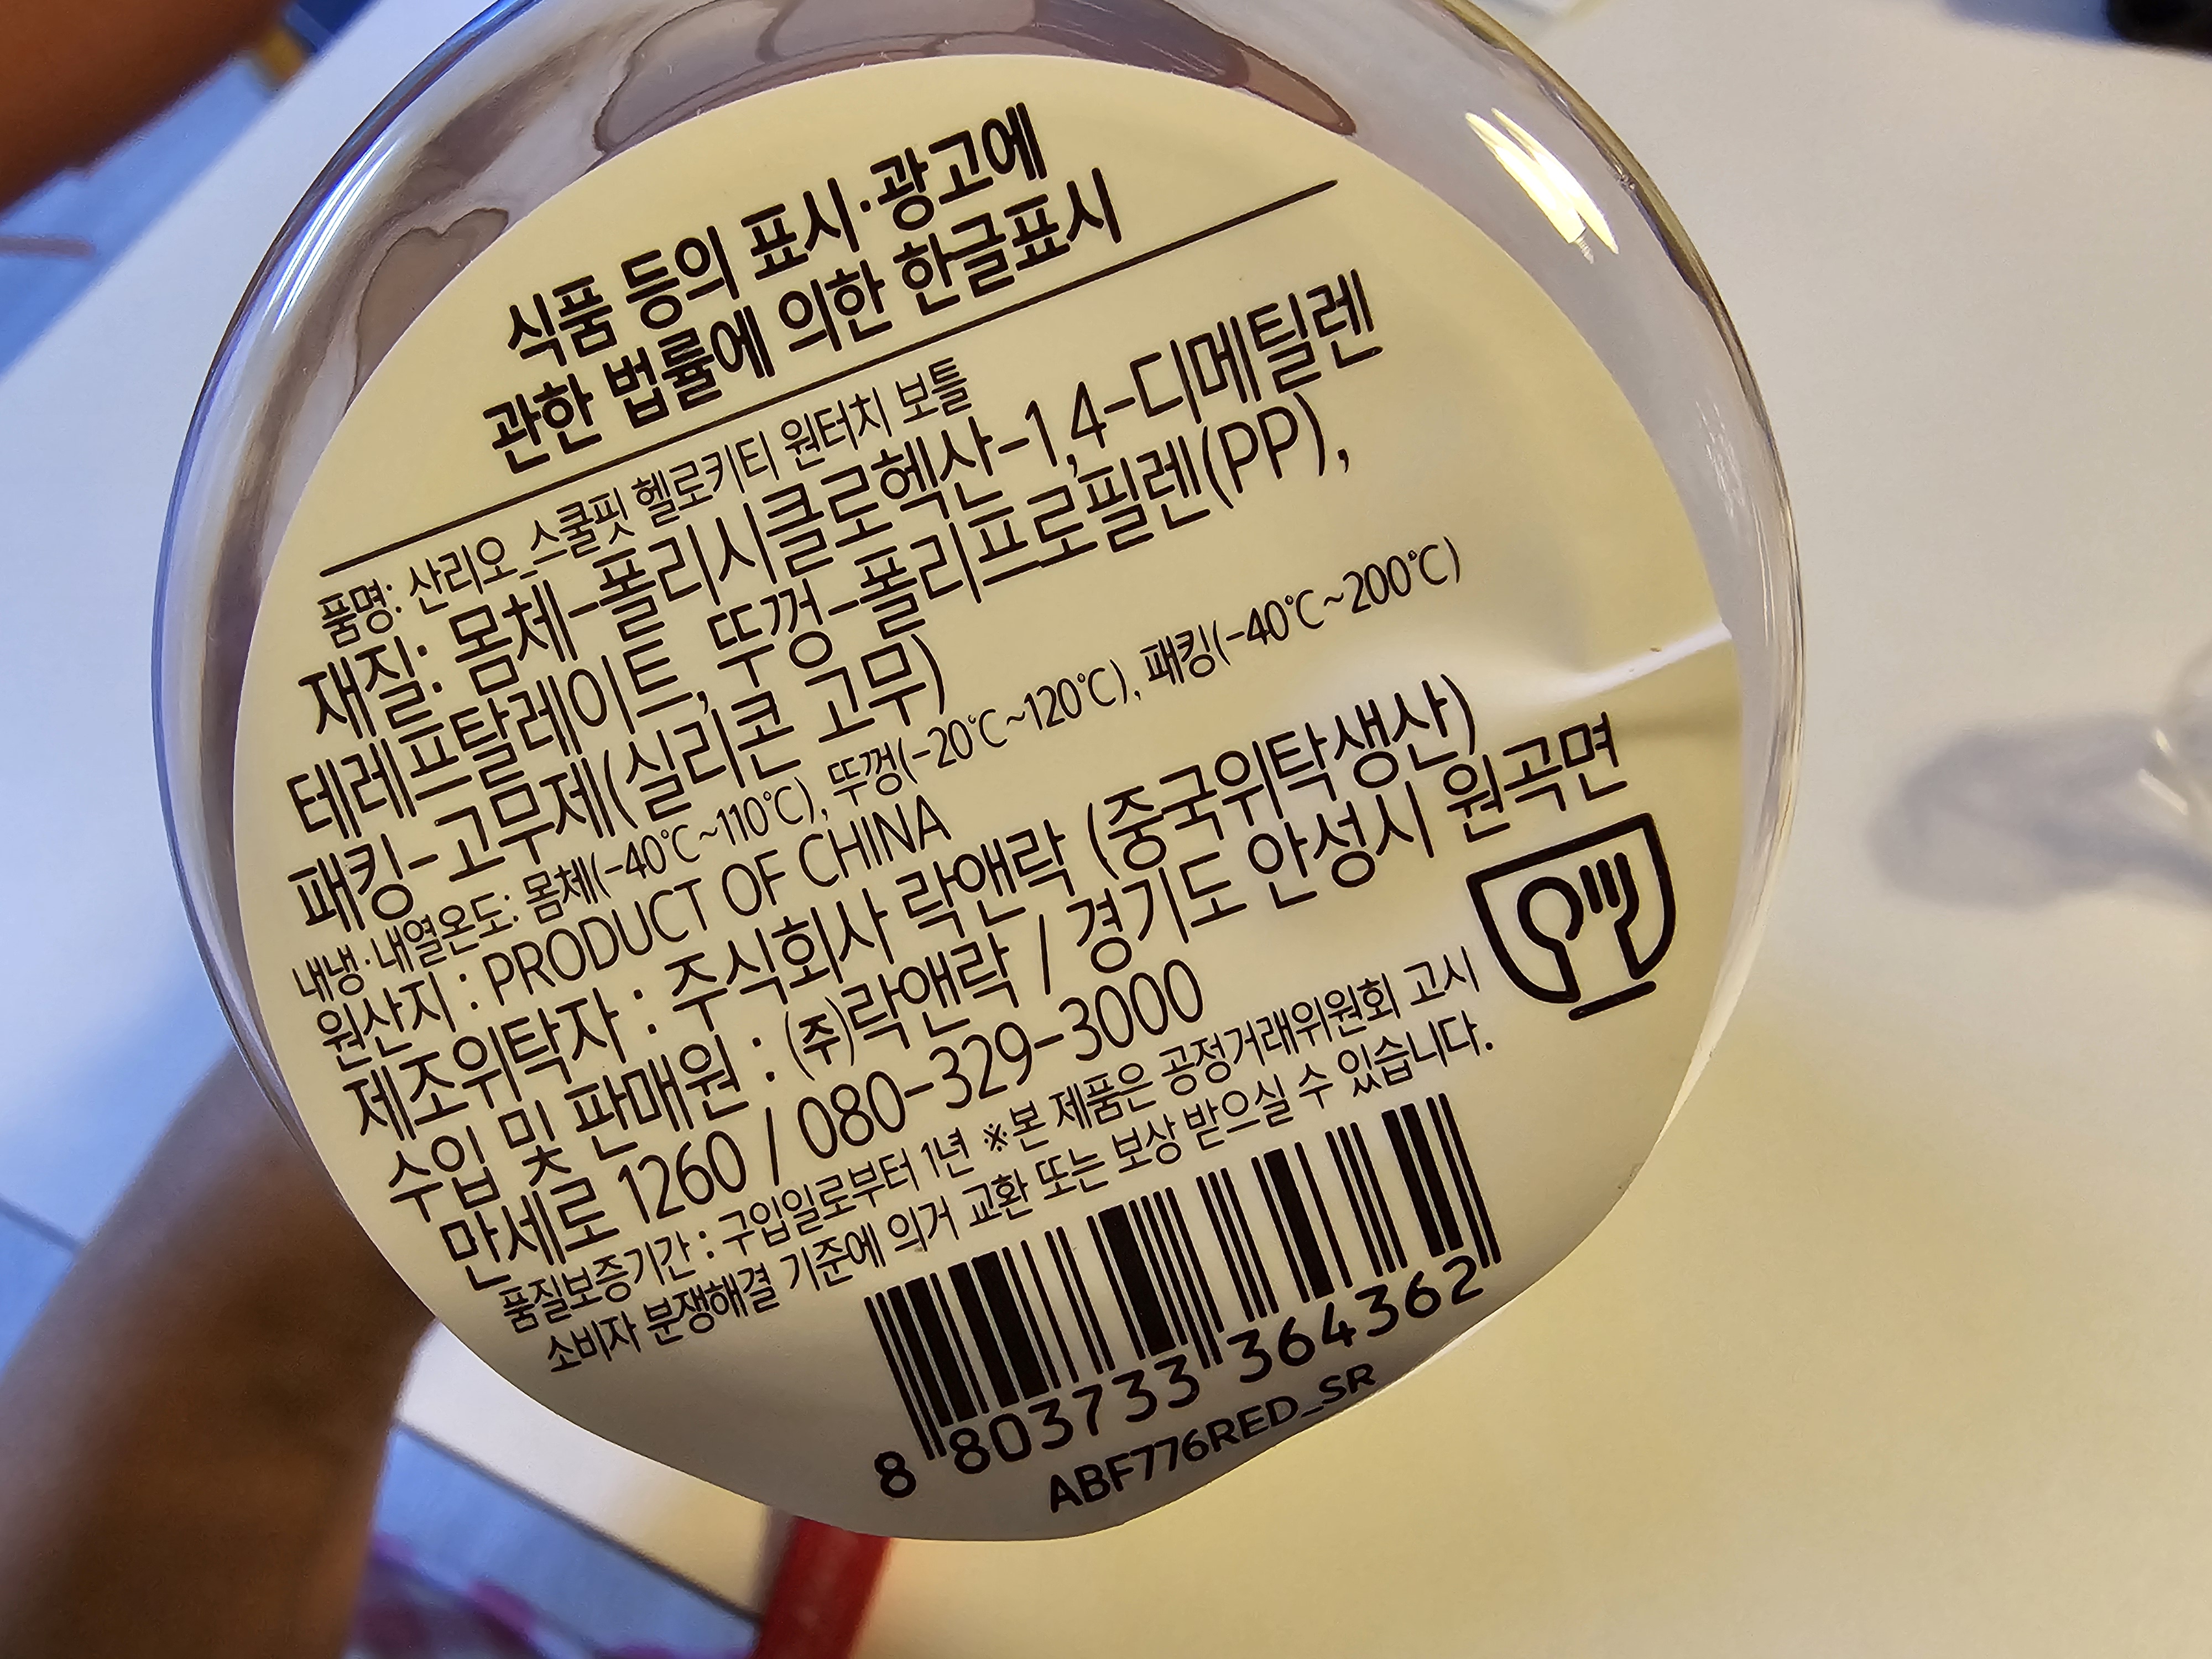 식품 등의 표시·광고에
관한 법률에 의한 한글표시
품명: 산리오_스쿨핏 헬로키티 원터치 보틀
재질: 몸체-폴리시클로헥산-1,4-디메틸렌
테레프탈레이트, 뚜껑-폴리프로필렌(PP),
패킹-고무제(실리콘 고무)
내냉·내열온도: 몸체(-40℃~110℃), 뚜껑(-20℃~120℃), 패킹(-40℃~200℃)
원산지 : PRODUCT OF CHINA
제조위탁자 : 주식회사 락앤락 (중국위탁생산)
수입 및 판매원 : (주)락앤락 / 경기도 안성시 원곡면
만세로 1260 / 080-329-3000
품질보증기간 : 구입일로부터 1년 ※본 제품은 공정거래위원회 고시
소비자 분쟁해결 기준에 의거 교환 또는 보상 받으실 수 있습니다.
8 803733 364362
ABF776RED_SR